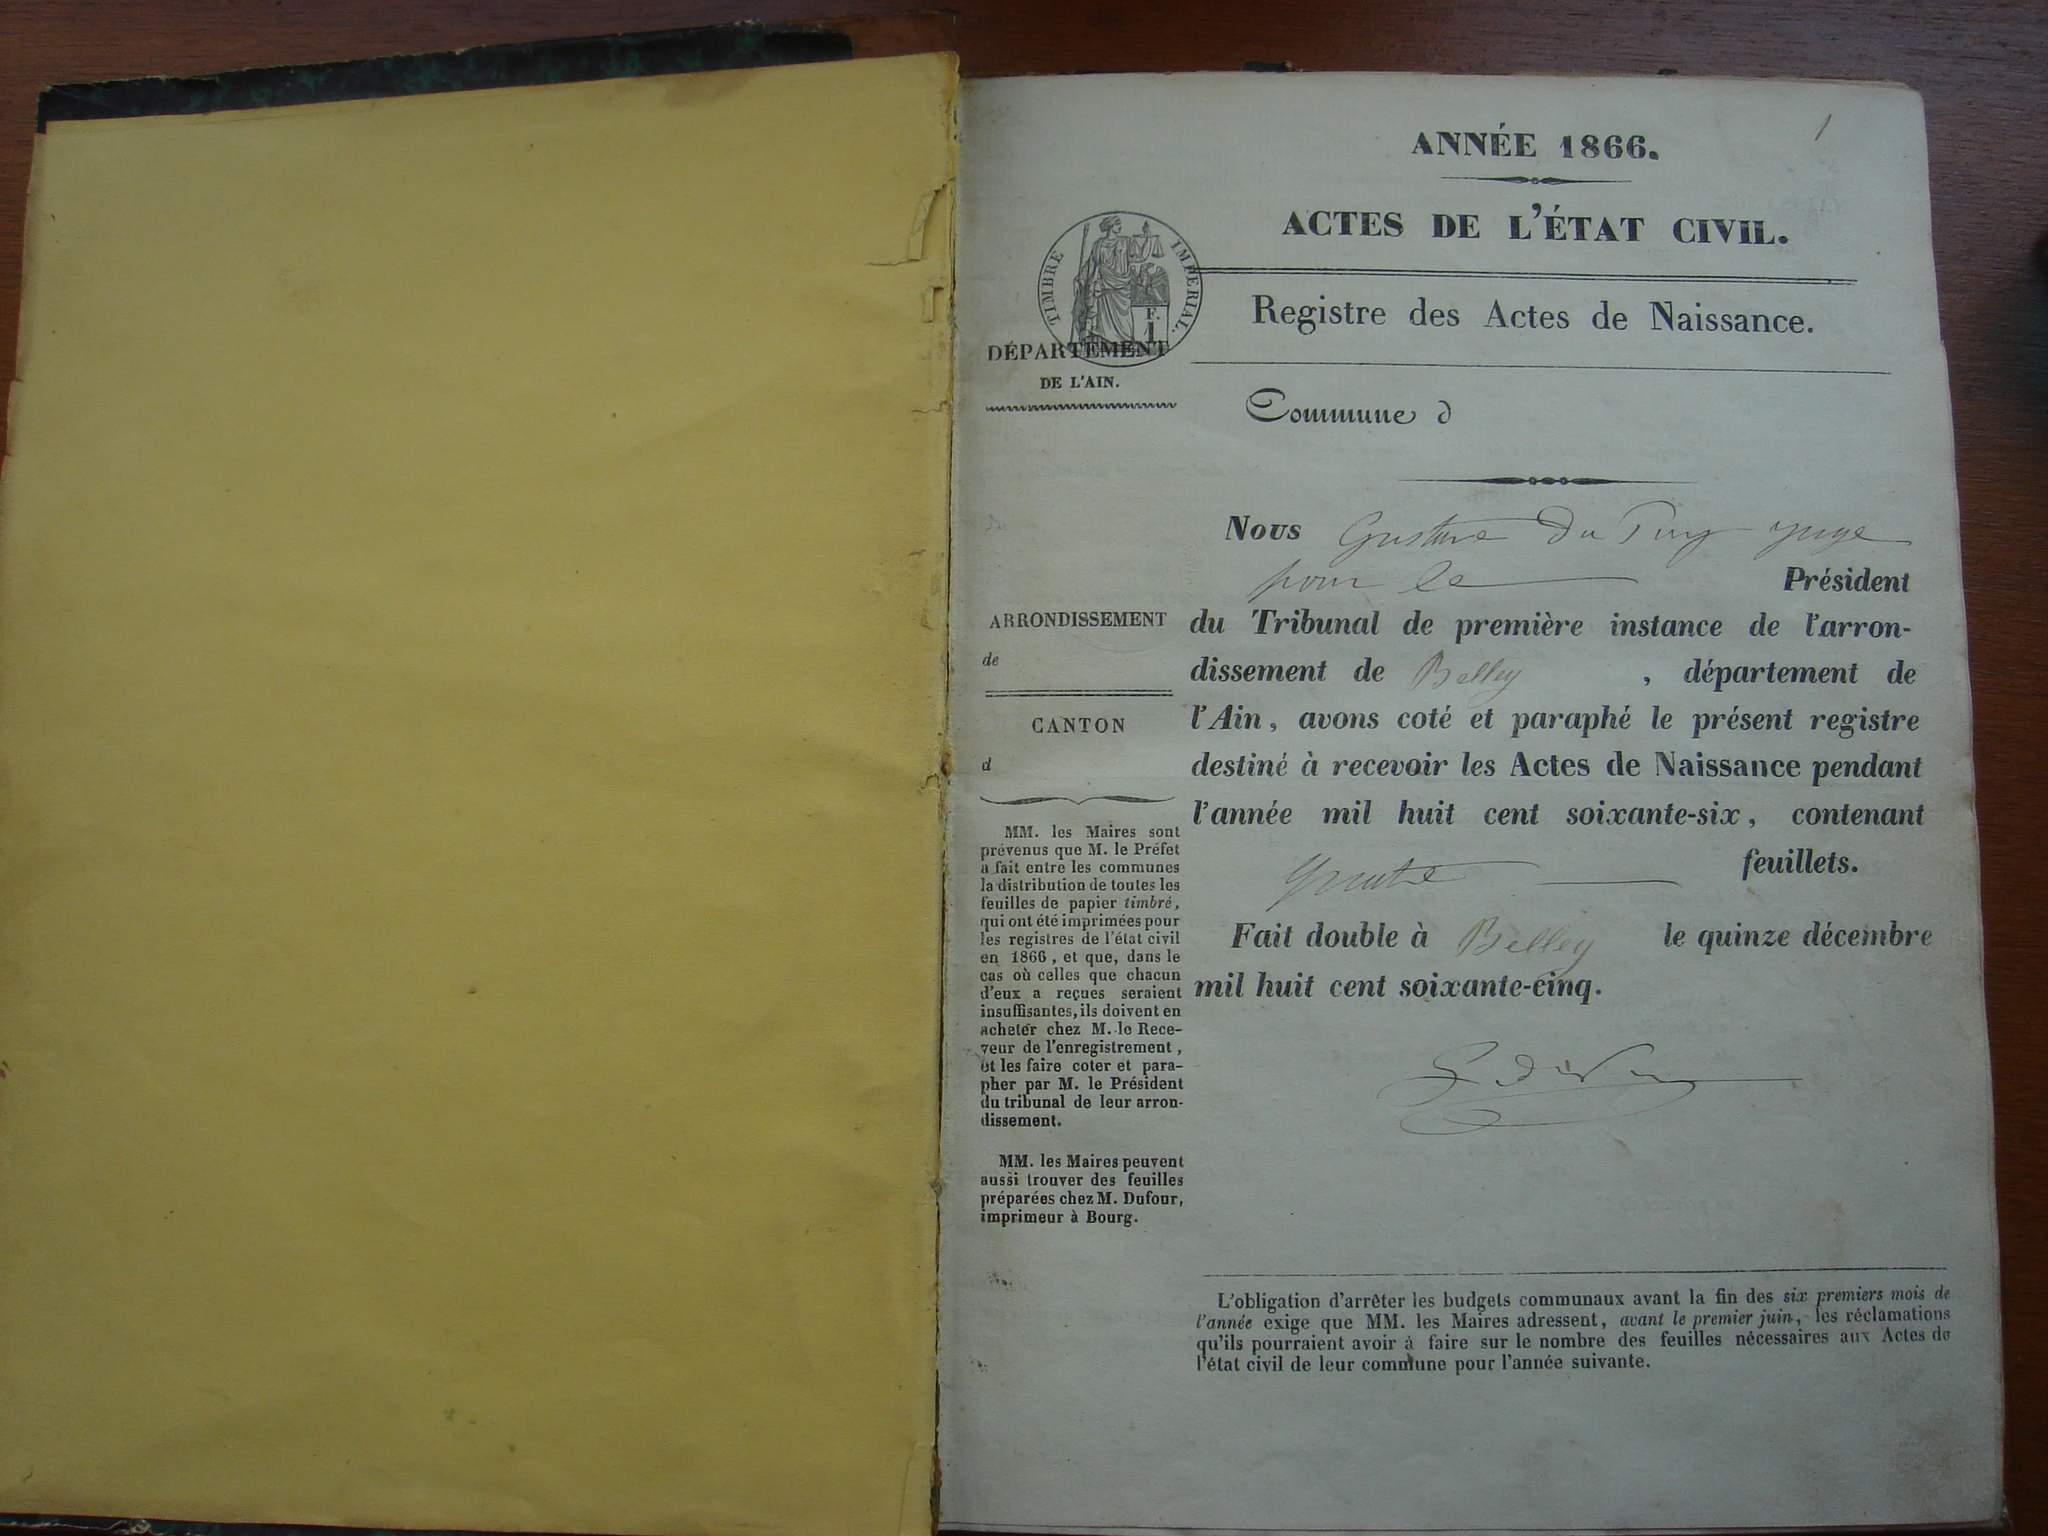 1
ANNÉE 1866.
ACTES DE L'ÉTAT CIVIL.
TIMBRE IMPERIAL.
F.
1
Registre des Actes de Naissance.
DÉPARTEMENT
DE L'AIN.
Commune d
Nous Gustave Du Puy juge
pour le Président
du Tribunal de première instance de l'arron-
dissement de Belley , département de
l'Ain, avons coté et paraphé le présent registre
destiné à recevoir les Actes de Naissance pendant
l'année mil huit cent soixante-six, contenant
quatre feuillets.
Fait double à Belley le quinze décembre
mil huit cent soixante-cinq.
ARRONDISSEMENT
de
CANTON
d
MM. les Maires sont
prévenus que M. le Préfet
a fait entre les communes
la distribution de toutes les
feuilles de papier timbré,
qui ont été imprimées pour
les registres de l'état civil
en 1866, et que, dans le
cas où celles que chacun
d'eux a reçues seraient
insuffisantes, ils doivent en
acheter chez M. le Rece-
veur de l'enregistrement,
et les faire coter et para-
pher par M. le Président
du tribunal de leur arron-
dissement.
MM. les Maires peuvent
aussi trouver des feuilles
préparées chez M. Dufour,
imprimeur à Bourg.
L'obligation d'arrêter les budgets communaux avant la fin des six premiers mois de
l'année exige que MM. les Maires adressent, avant le premier juin, les réclamations
qu'ils pourraient avoir à faire sur le nombre des feuilles nécessaires aux Actes de
l'état civil de leur commune pour l'année suivante.